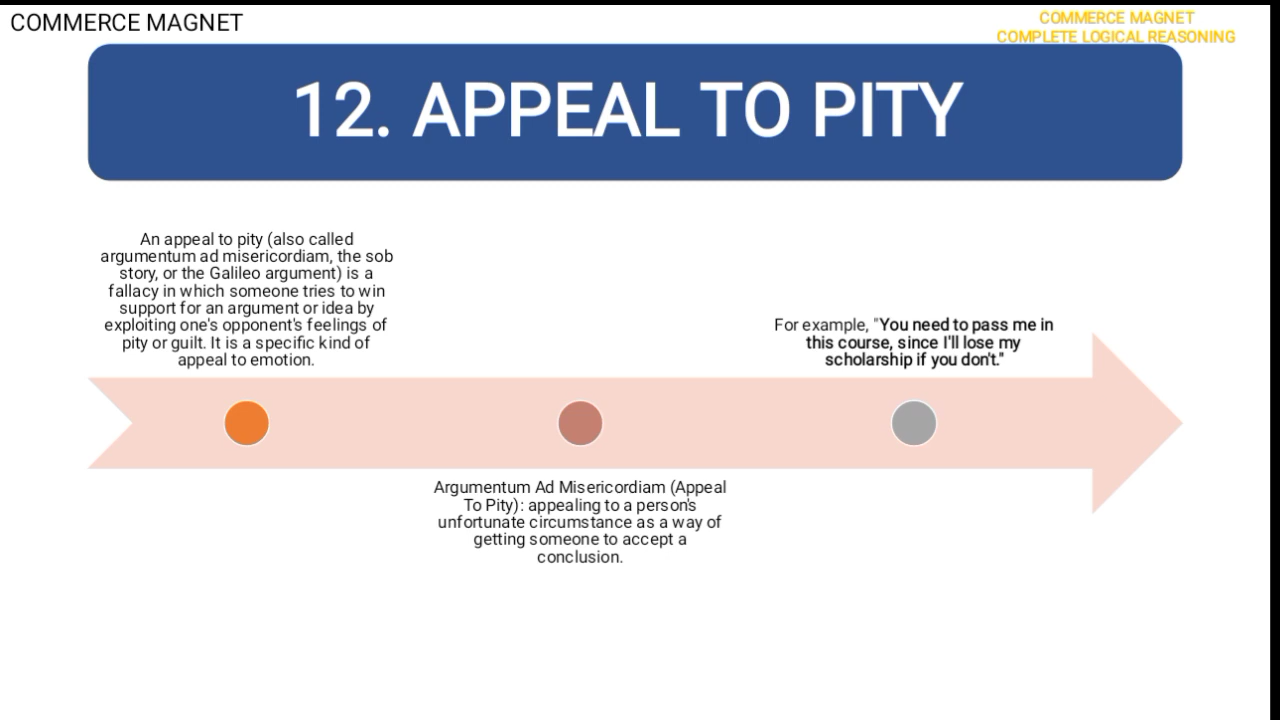 COMMERCE MAGNET
COMMERCE MAGNET
COMPLETE LOGICAL REASONING
12. APPEAL TO PITY
An appeal to pity (also called
argumentum ad misericordiam, the sob
story, or the Galileo argument) is a
fallacy in which someone tries to win
support for an argument or idea by
exploiting one's opponent's feelings of
pity or guilt. It is a specific kind of
appeal to emotion.
Argumentum Ad Misericordiam (Appeal
To Pity): appealing to a person's
unfortunate circumstance as a way of
getting someone to accept a
conclusion.
For example, "You need to pass me in
this course, since I'll lose my
scholarship if you don't."